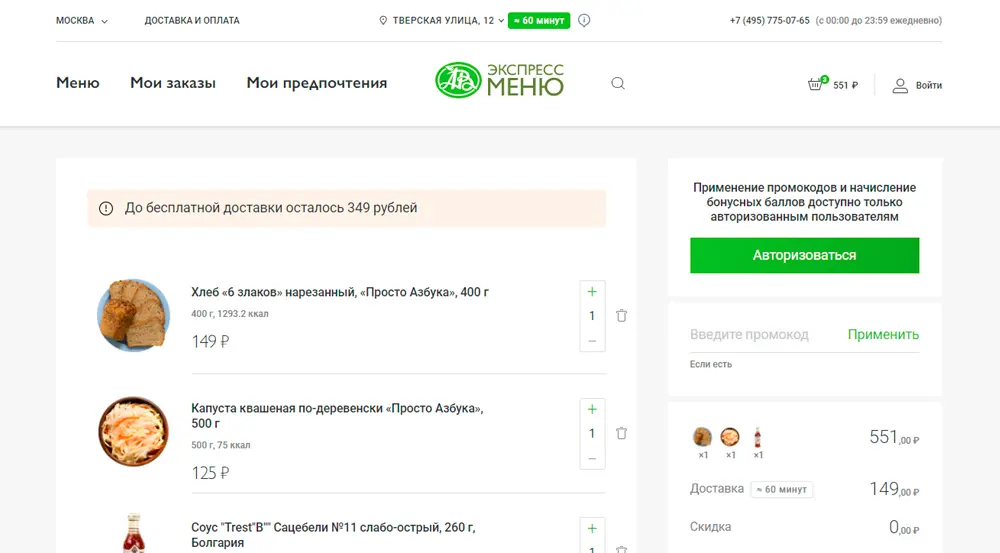 МОСКВА
ДОСТАВКА И ОПЛАТА
ТВЕРСКАЯ УЛИЦА, 12
≈ 60 минут
+7 (495) 775-07-65 (с 00:00 до 23:59 ежедневно)
Меню
Мои заказы
Мои предпочтения
АВ
ЭКСПРЕСС
МЕНЮ
551 ₽
Войти
До бесплатной доставки осталось 349 рублей
Хлеб «6 злаков» нарезанный, «Просто Азбука», 400 г
400 г, 1293.2 ккал
149 ₽
+
1
–
Капуста квашеная по-деревенски «Просто Азбука»,
500 г
500 г, 75 ккал
125 ₽
+
1
–
Соус "Trest"B"" Сацебели №11 слабо-острый, 260 г,
Болгария
+
1
Применение промокодов и начисление
бонусных баллов доступно только
авторизованным пользователям
Авторизоваться
Введите промокод
Применить
Если есть
×1 ×1 ×1
551,00 ₽
Доставка ≈ 60 минут 149,00 ₽
Скидка 0,00 ₽